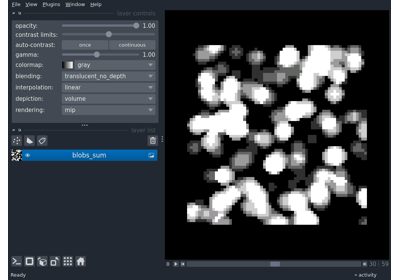 File View Plugins Window Help
layer controls
opacity: 1.00
contrast limits:
auto-contrast: once continuous
gamma: 1.00
colormap: gray
blending: translucent_no_depth
interpolation: linear
depiction: volume
rendering: mip
layer list
blobs_sum
30 59
Ready
activity